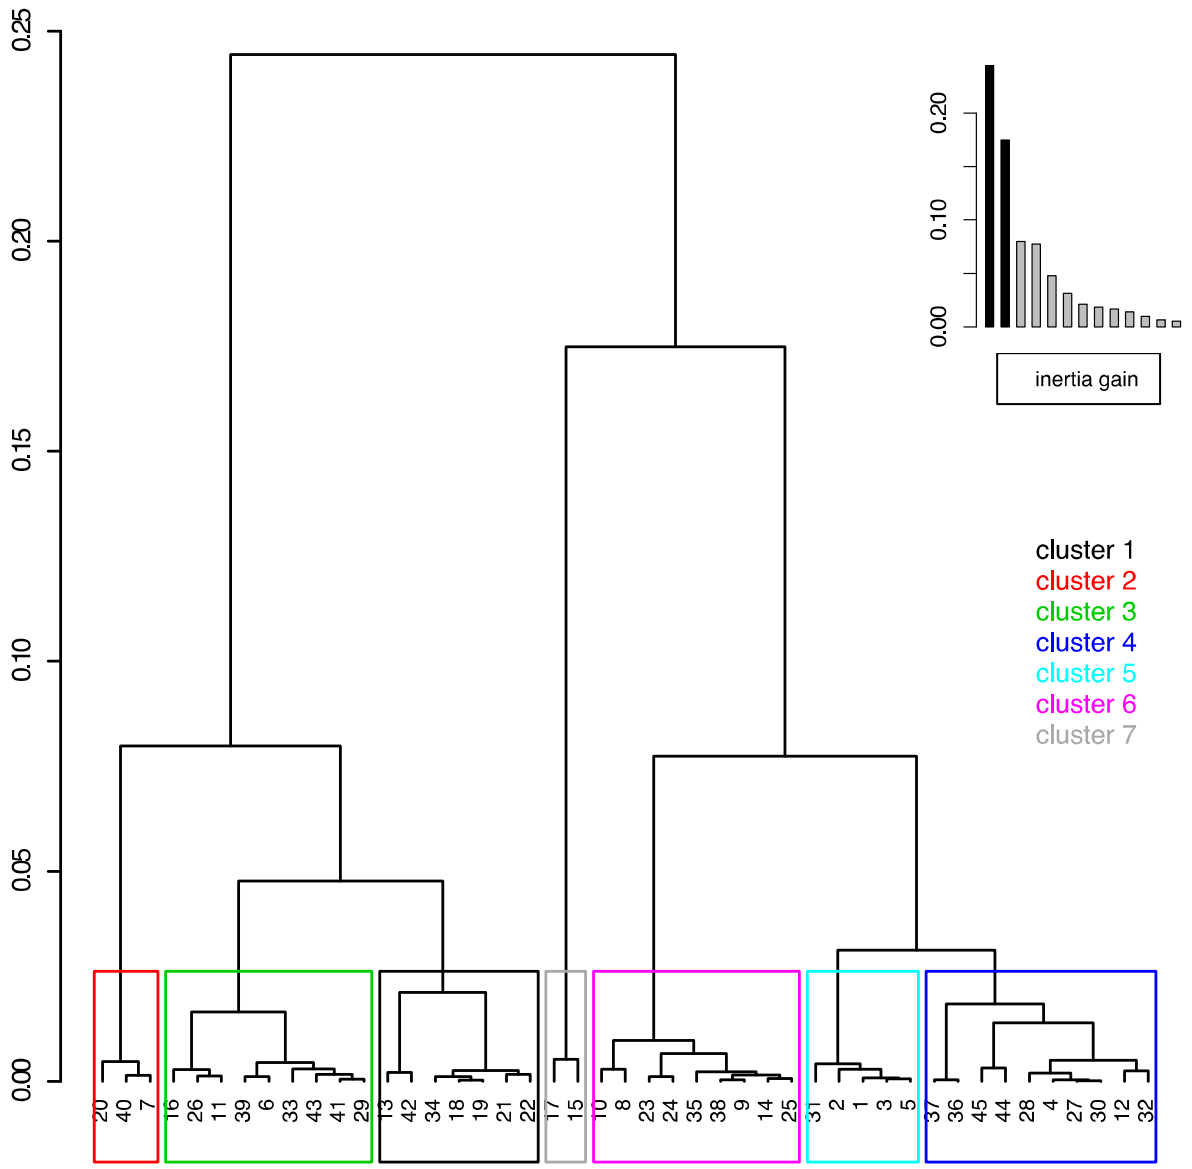 0.25
0.20
0.15
0.10
0.05
0.00
0.20
0.10
0.00
inertia gain
cluster 1
cluster 2
cluster 3
cluster 4
cluster 5
cluster 6
cluster 7
20 40 7 16 26 11 39 6 33 43 41 29 13 42 34 18 19 21 22 17 15 10 8 23 24 35 38 9 14 25 31 2 1 3 5 37 36 45 44 28 4 27 30 12 32